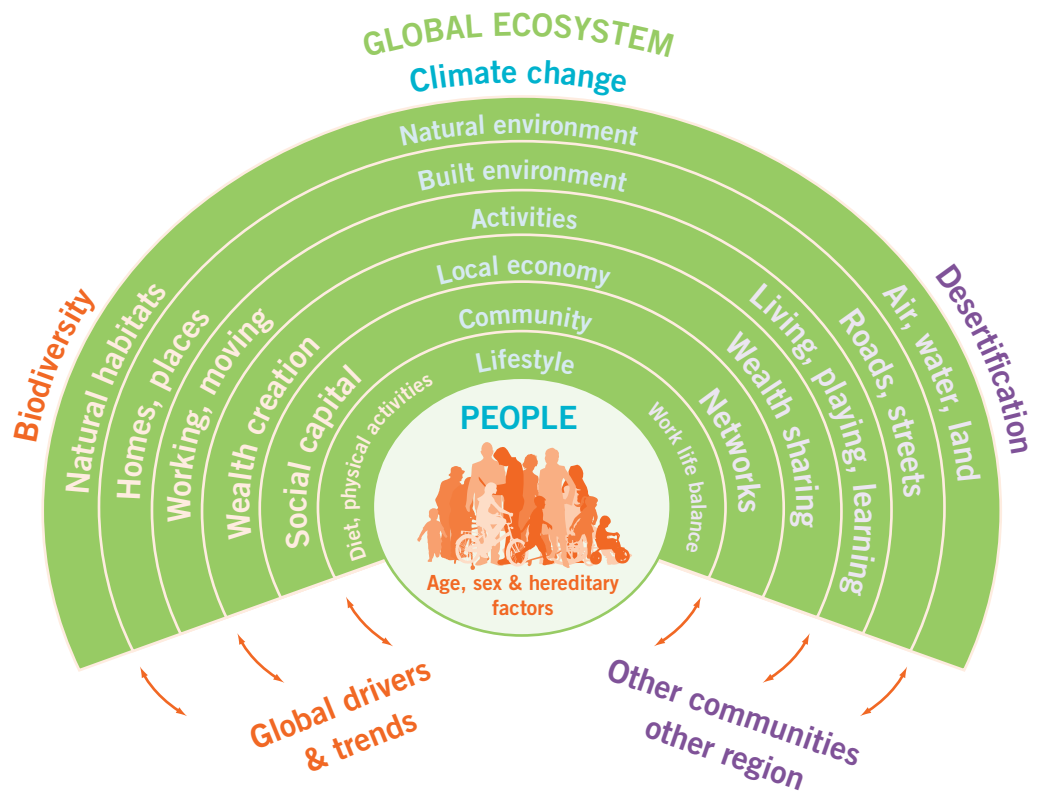 GLOBAL ECOSYSTEM
Climate change
Natural environment
Built environment
Activities
Local economy
Community
Lifestyle
Biodiversity
Natural habitats
Homes, places
Working, moving
Wealth creation
Social capital
Diet, physical activities
PEOPLE
Age, sex & hereditary
factors
Work life balance
Networks
Wealth sharing
Living, playing, learning
Roads, streets
Air, water, land
Desertification
Global drivers
& trends
Other communities
other region